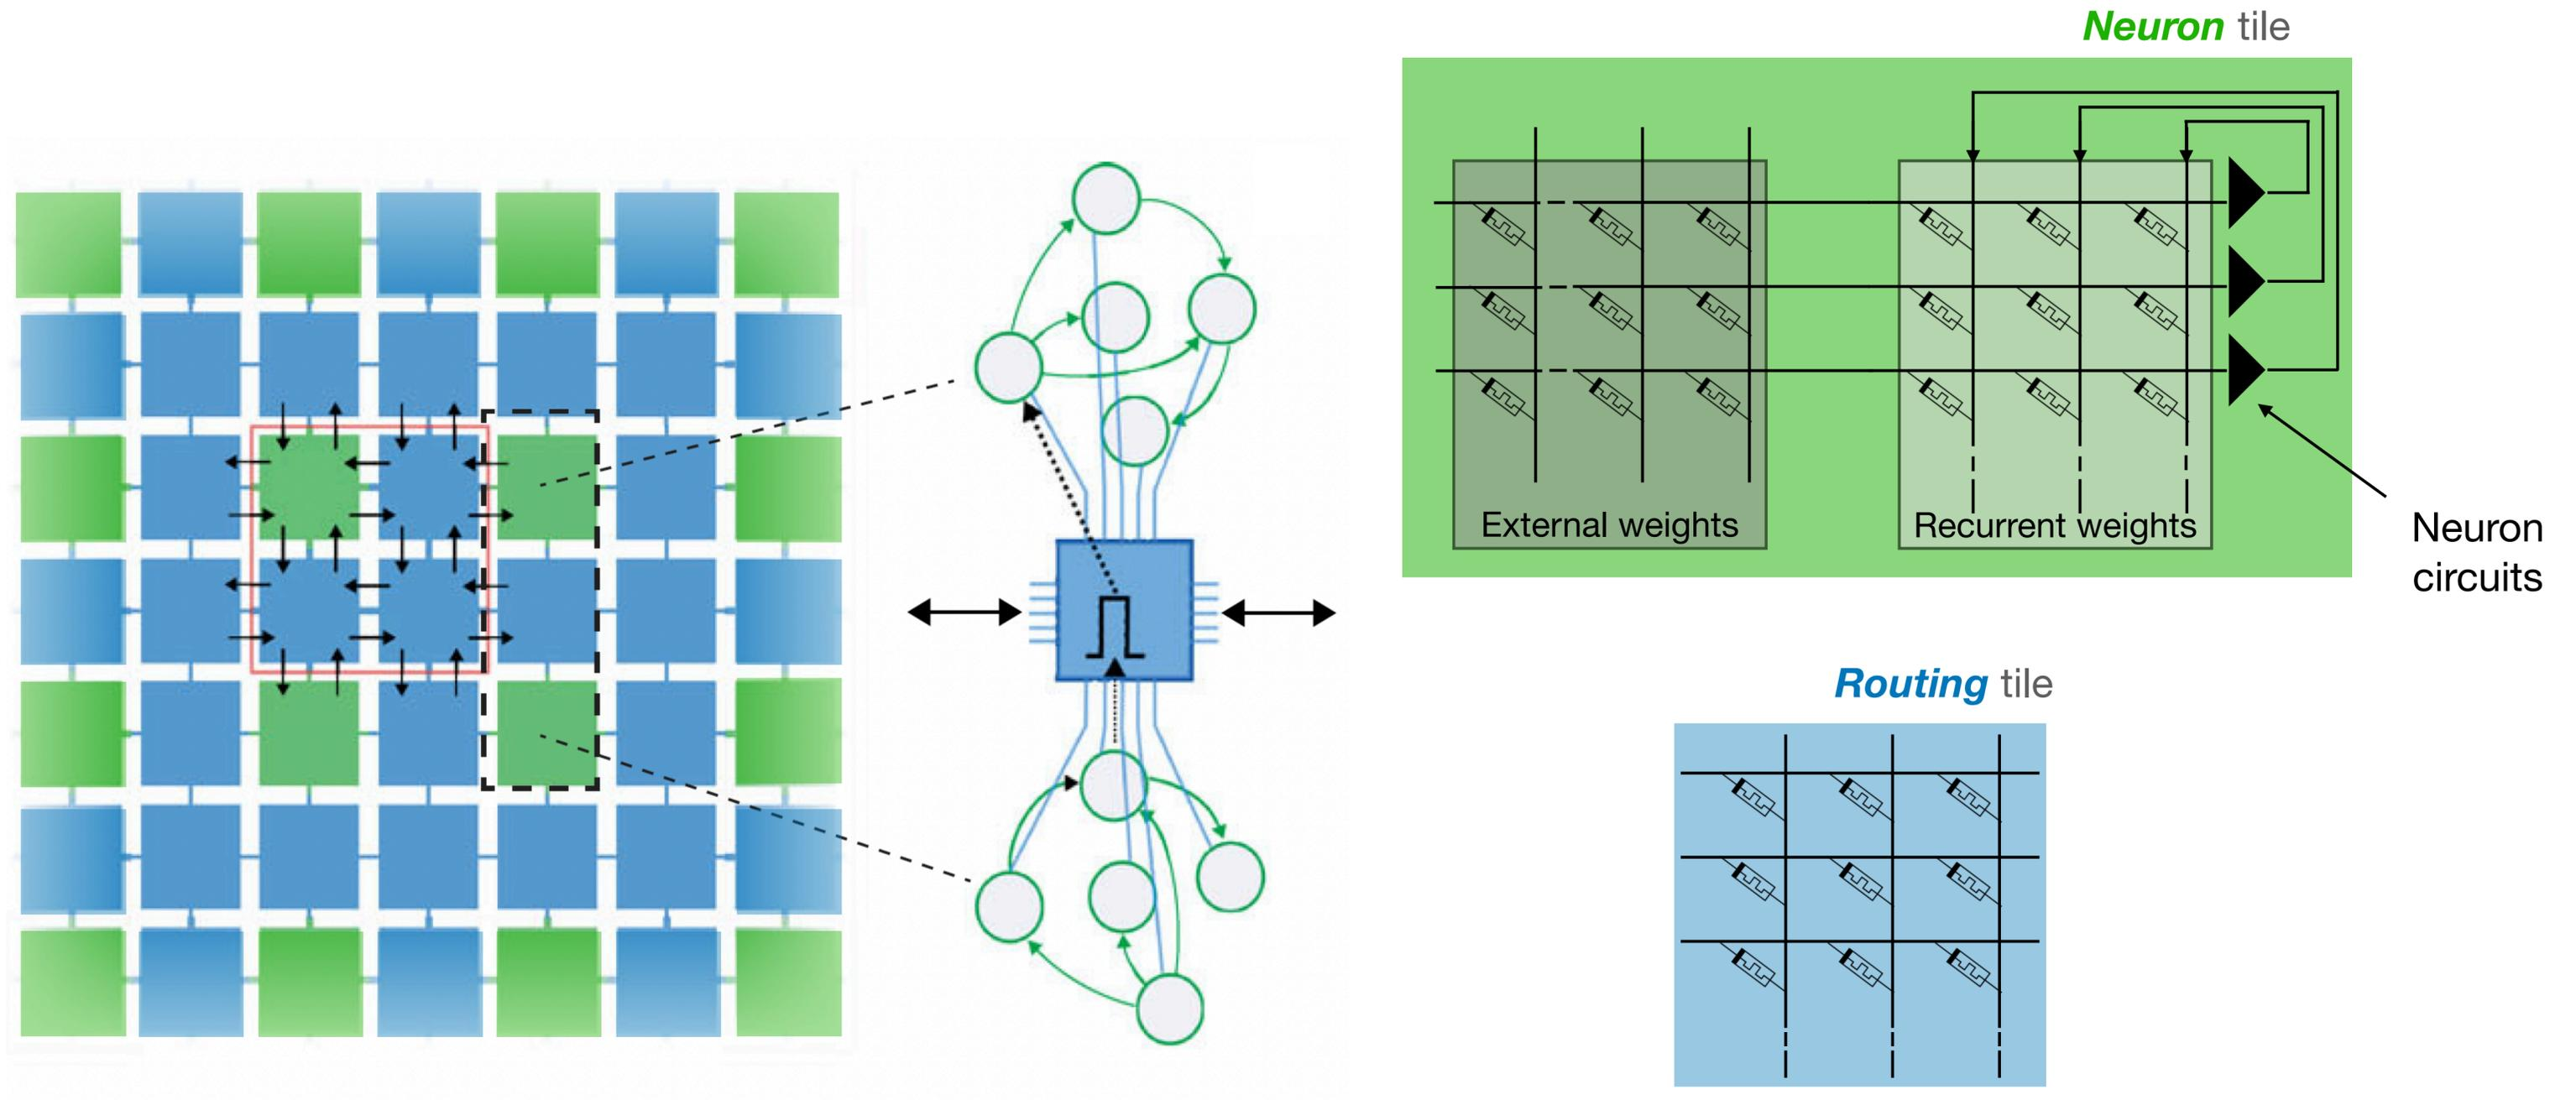 Neuron tile
External weights
Recurrent weights
Neuron
circuits
Routing tile